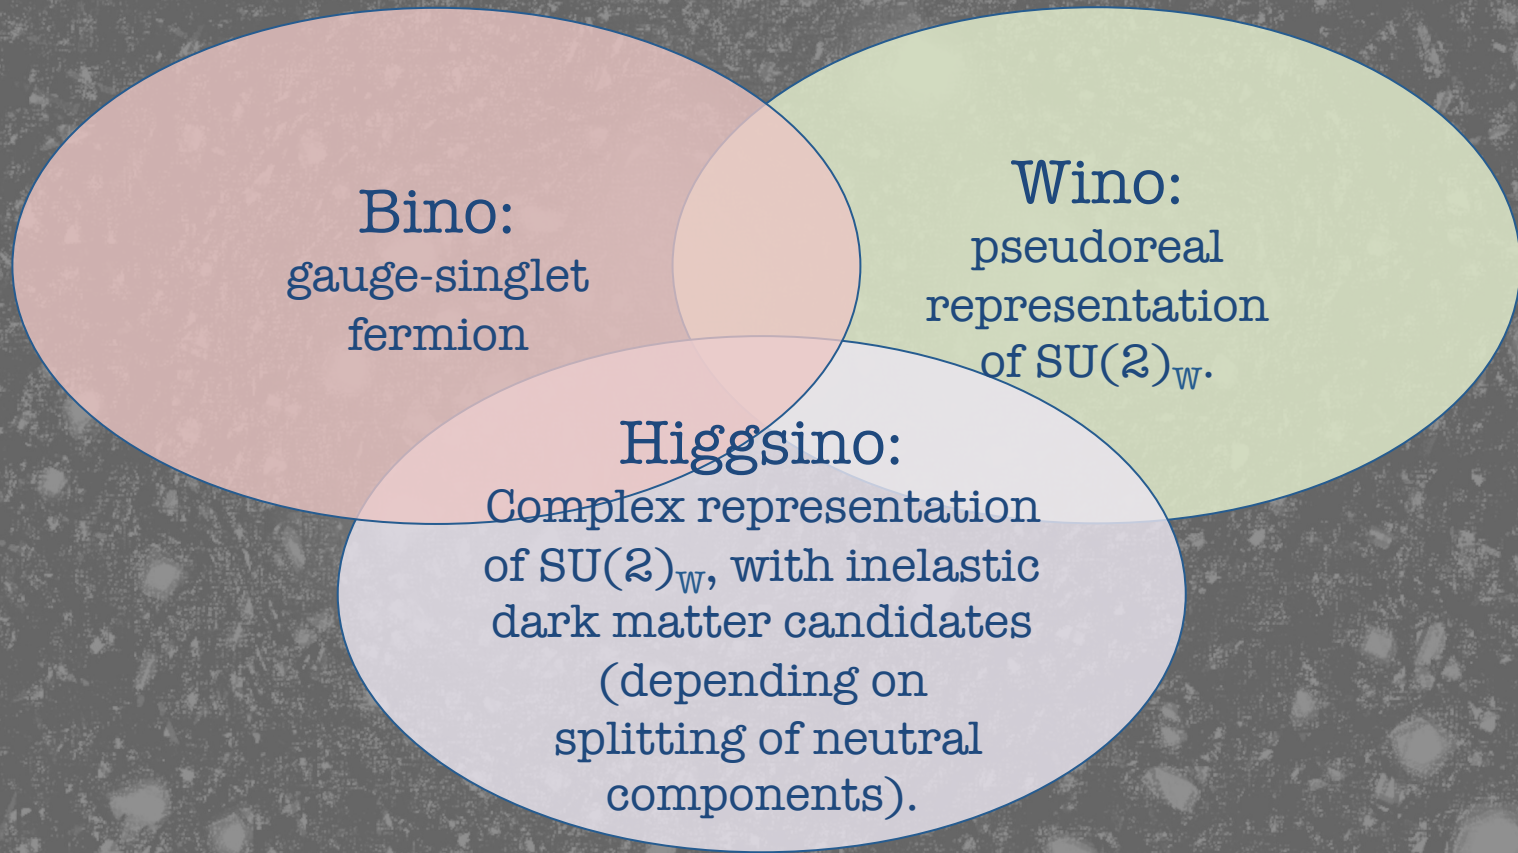 Bino:
gauge-singlet
fermion
Wino:
pseudoreal
representation
of SU(2)W.
Higgsino:
Complex representation
of SU(2)W, with inelastic
dark matter candidates
(depending on
splitting of neutral
components).